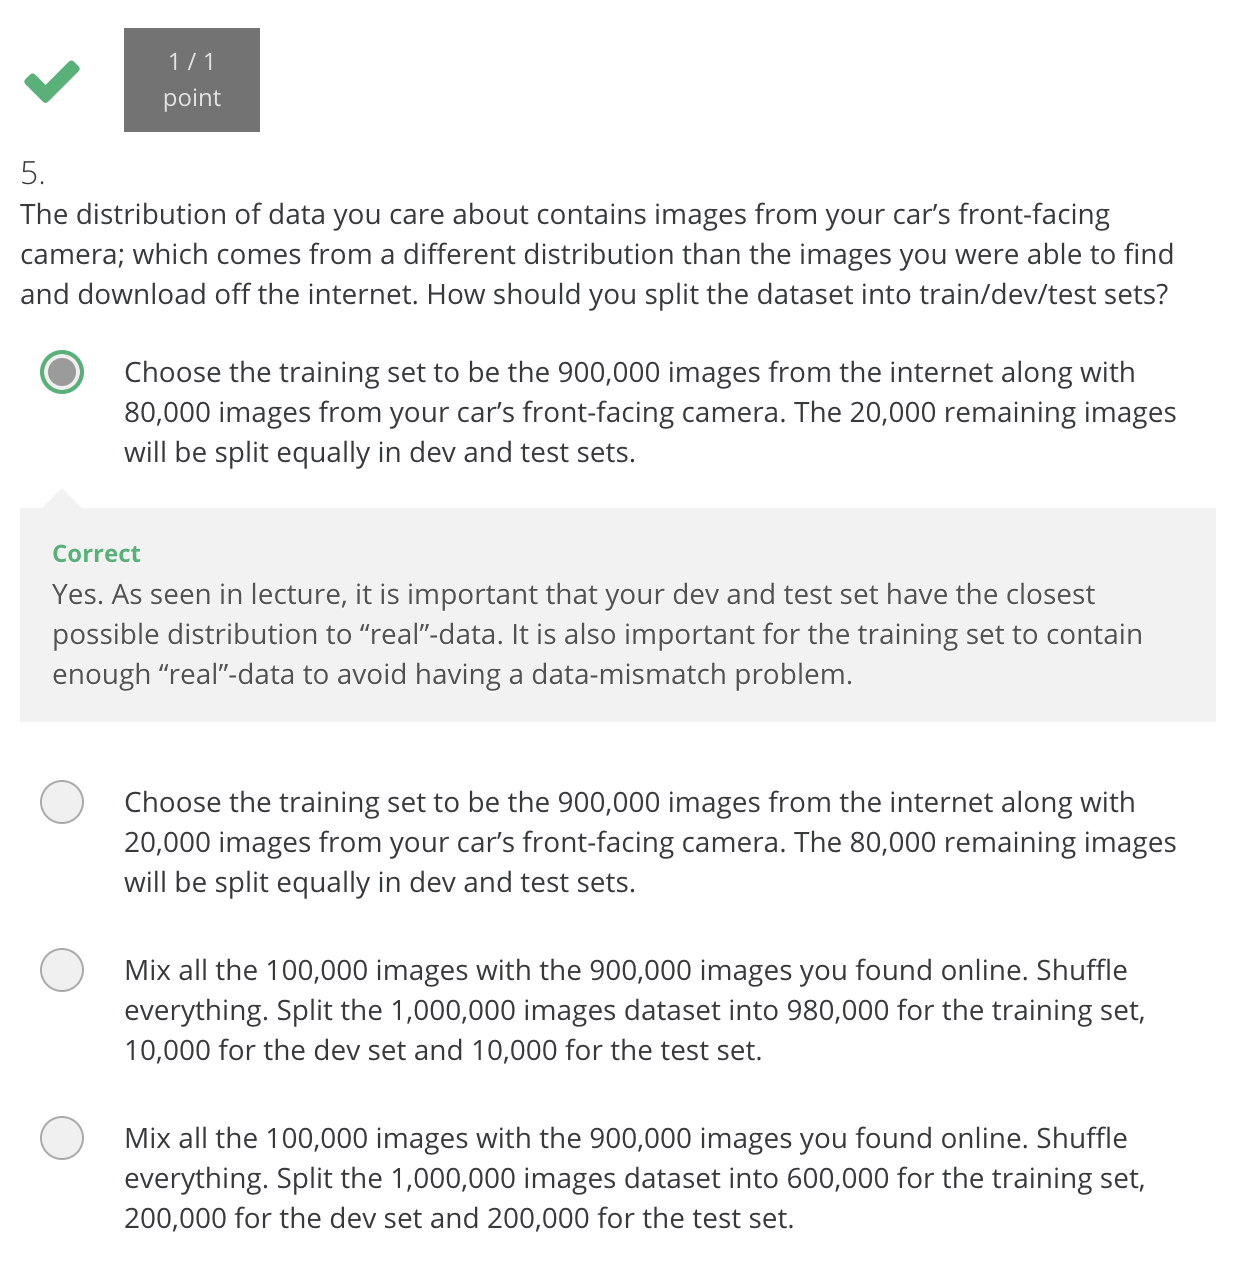 1 / 1
point
5.
The distribution of data you care about contains images from your car’s front-facing
camera; which comes from a different distribution than the images you were able to find
and download off the internet. How should you split the dataset into train/dev/test sets?
Choose the training set to be the 900,000 images from the internet along with
80,000 images from your car’s front-facing camera. The 20,000 remaining images
will be split equally in dev and test sets.
Correct
Yes. As seen in lecture, it is important that your dev and test set have the closest
possible distribution to “real”-data. It is also important for the training set to contain
enough “real”-data to avoid having a data-mismatch problem.
Choose the training set to be the 900,000 images from the internet along with
20,000 images from your car’s front-facing camera. The 80,000 remaining images
will be split equally in dev and test sets.
Mix all the 100,000 images with the 900,000 images you found online. Shuffle
everything. Split the 1,000,000 images dataset into 980,000 for the training set,
10,000 for the dev set and 10,000 for the test set.
Mix all the 100,000 images with the 900,000 images you found online. Shuffle
everything. Split the 1,000,000 images dataset into 600,000 for the training set,
200,000 for the dev set and 200,000 for the test set.